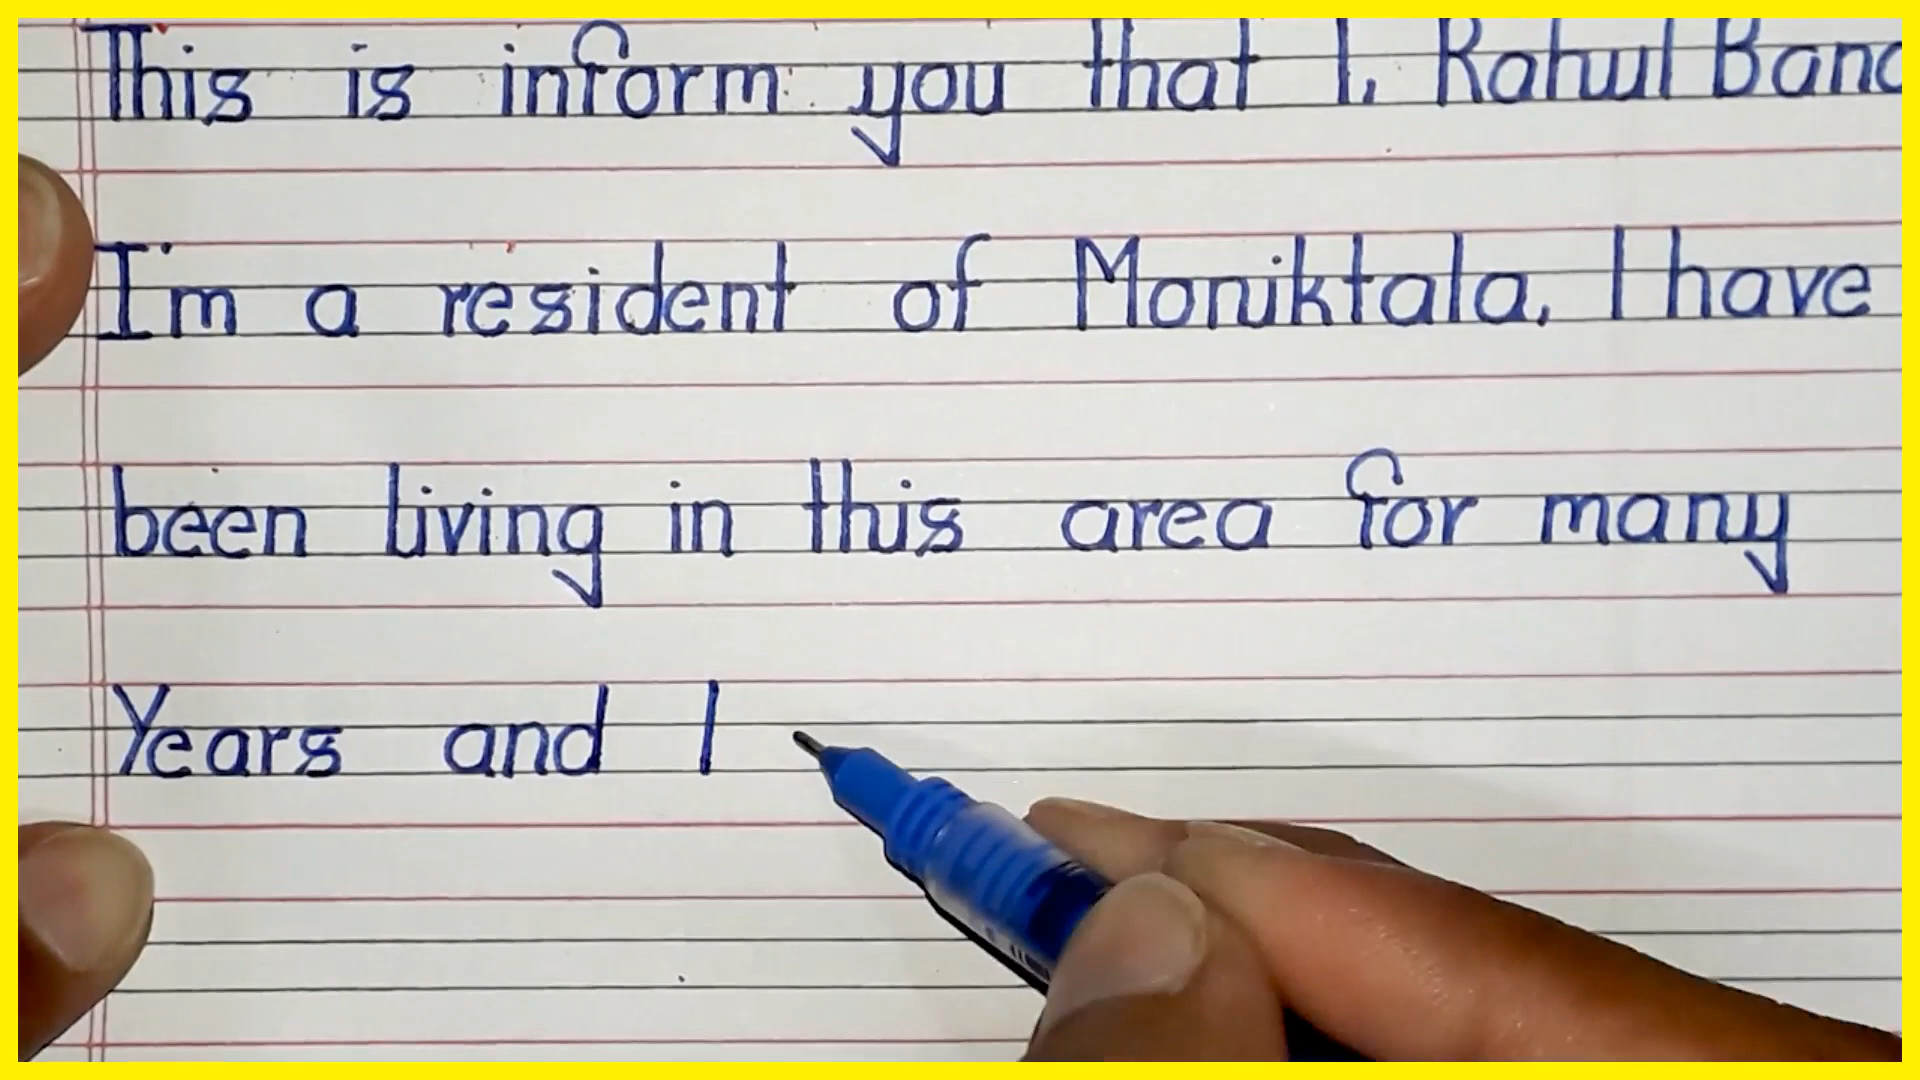 This is inform you that I, Rahul Band
I'm a resident of Moniktala, I have
been living in this area for many
Years and I